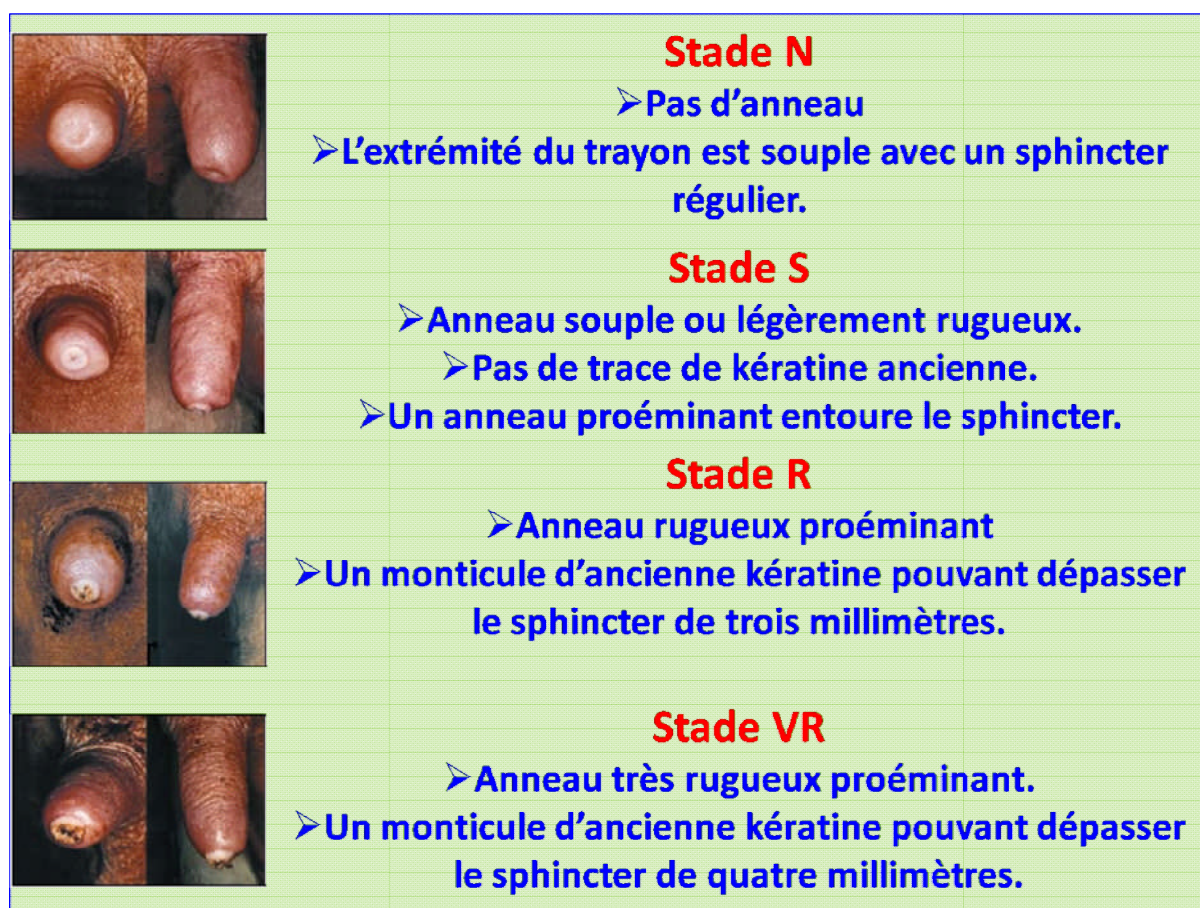 Stade N
➢Pas d’anneau
➢L’extrémité du trayon est souple avec un sphincter
régulier.
Stade S
➢Anneau souple ou légèrement rugueux.
➢Pas de trace de kératine ancienne.
➢Un anneau proéminant entoure le sphincter.
Stade R
➢Anneau rugueux proéminant
➢Un monticule d’ancienne kératine pouvant dépasser
le sphincter de trois millimètres.
Stade VR
➢Anneau très rugueux proéminant.
➢Un monticule d’ancienne kératine pouvant dépasser
le sphincter de quatre millimètres.